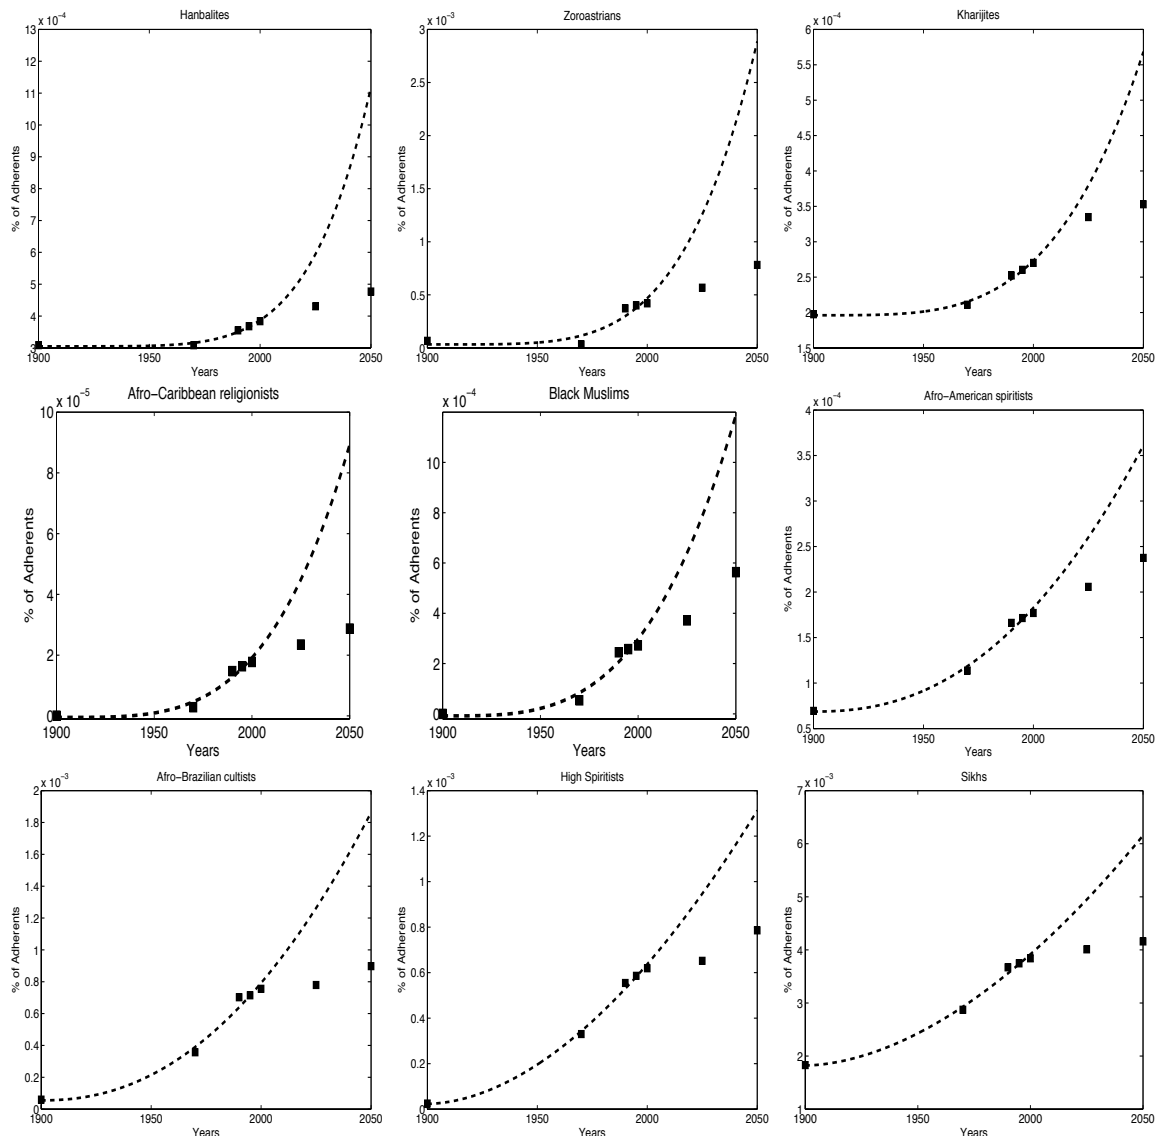 Hanbalites
x 10⁻⁴
13
12
11
10
9
8
7
6
5
4
3
1900 1950 2000 2050
Years
% of Adherents
Zoroastrians
x 10⁻³
3
2.5
2
1.5
1
0.5
0
1900 1950 2000 2050
Years
% of Adherents
Kharijites
x 10⁻⁴
6
5.5
5
4.5
4
3.5
3
2.5
2
1.5
1900 1950 2000 2050
Years
% of Adherents
Afro-Caribbean religionists
x 10⁻⁵
10
8
6
4
2
0
1900 1950 2000 2050
Years
% of Adherents
Black Muslims
x 10⁻⁴
10
8
6
4
2
0
1900 1950 2000 2050
Years
% of Adherents
Afro-American spiritists
x 10⁻⁴
4
3.5
3
2.5
2
1.5
1
0.5
1900 1950 2000 2050
Years
% of Adherents
Afro-Brazilian cultists
x 10⁻³
2
1.8
1.6
1.4
1.2
1
0.8
0.6
0.4
0.2
0
1900 1950 2000 2050
Years
% of Adherents
High Spiritists
x 10⁻³
1.4
1.2
1
0.8
0.6
0.4
0.2
0
1900 1950 2000 2050
Years
% of Adherents
Sikhs
x 10⁻³
7
6
5
4
3
2
1
1900 1950 2000 2050
Years
% of Adherents